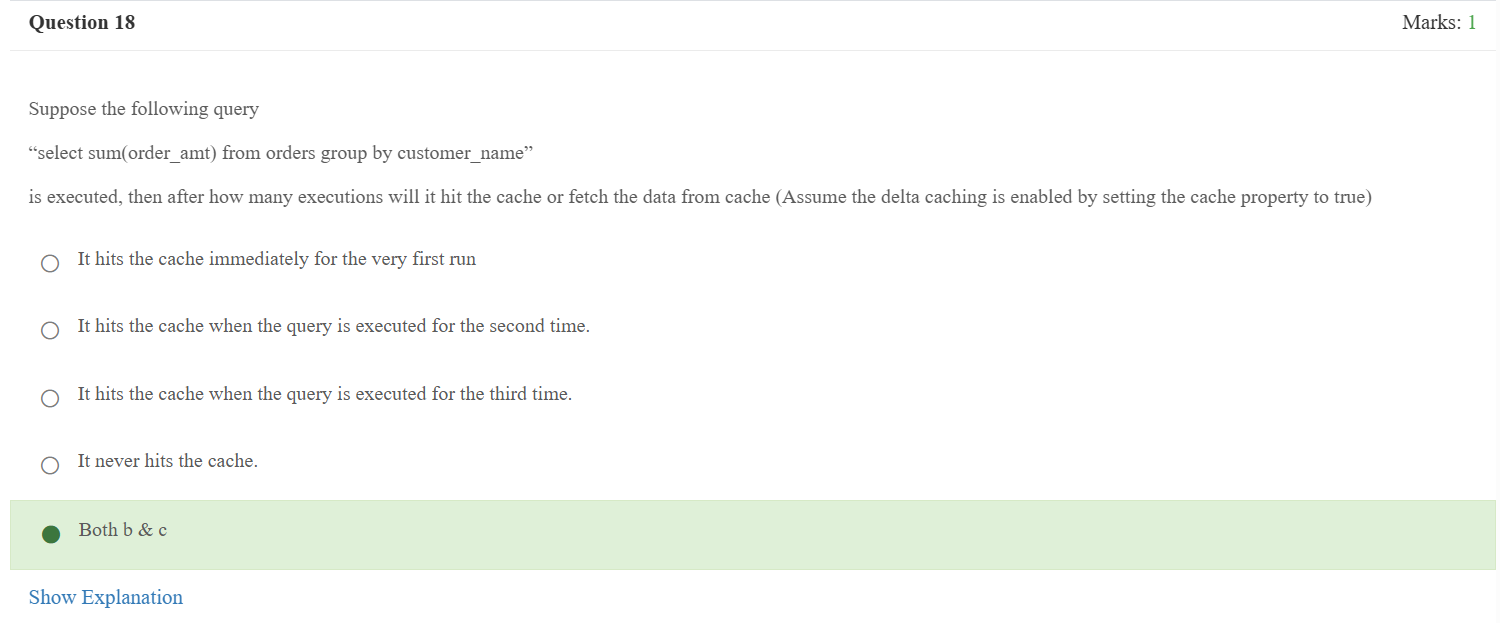 Question 18
Marks: 1
Suppose the following query
“select sum(order_amt) from orders group by customer_name”
is executed, then after how many executions will it hit the cache or fetch the data from cache (Assume the delta caching is enabled by setting the cache property to true)
It hits the cache immediately for the very first run
It hits the cache when the query is executed for the second time.
It hits the cache when the query is executed for the third time.
It never hits the cache.
Both b & c
Show Explanation